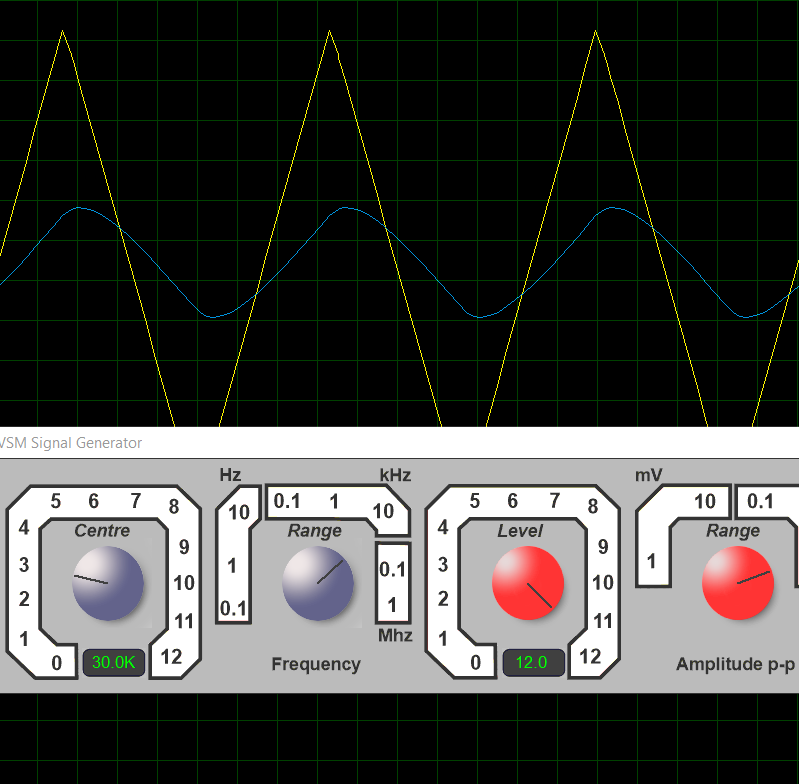 VSM Signal Generator
Hz
kHz
mV
5 6 7 8
0.1 1 10
5 6 7 8
10 0.1
4
10
4
Centre
Range
Level
Range
3
9
1
0.1
3
9
1
2
10
0.1
1
2
10
1
11
Mhz
1
11
0
30.0K
12
Frequency
0
12.0
12
Amplitude p-p